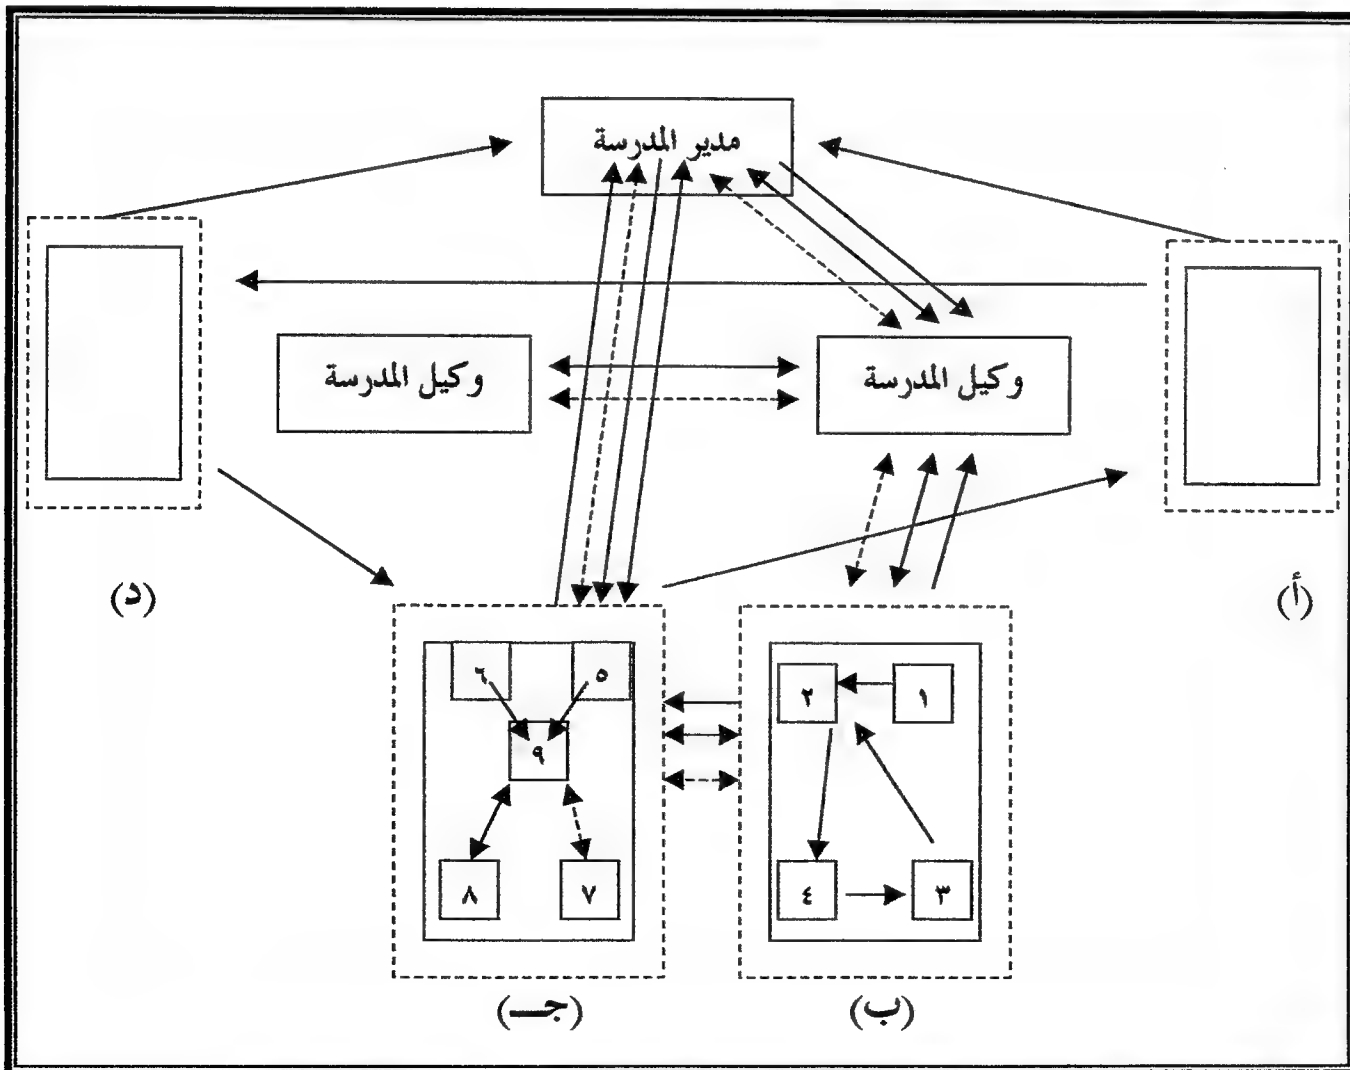 مدير المدرسة
وكيل المدرسة
وكيل المدرسة
(أ)
(د)
١
٢
٣
٤
٥
٦
٩
٧
٨
(ب)
(جـ)